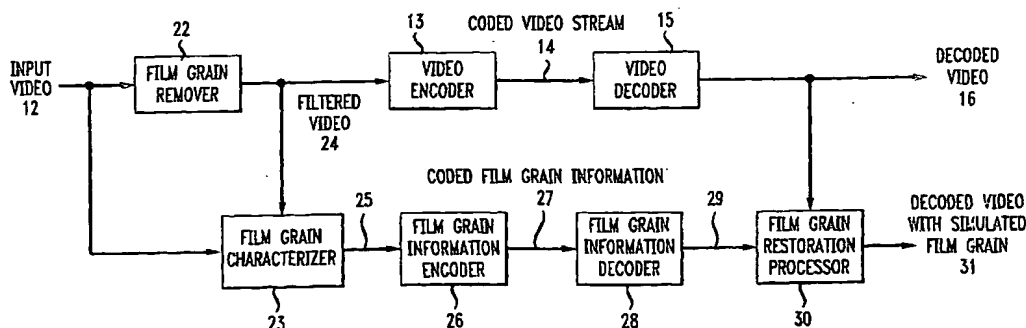 22
13
CODED VIDEO STREAM
14
15
INPUT
VIDEO
12
FILM GRAIN
REMOVER
VIDEO
ENCODER
VIDEO
DECODER
DECODED
VIDEO
16
FILTERED
VIDEO
24
CODED FILM GRAIN INFORMATION
25
27
29
FILM GRAIN
CHARACTERIZER
FILM GRAIN
INFORMATION
ENCODER
FILM GRAIN
INFORMATION
DECODER
FILM GRAIN
RESTORATION
PROCESSOR
DECODED VIDEO
WITH SIMULATED
FILM GRAIN
31
23
26
28
30